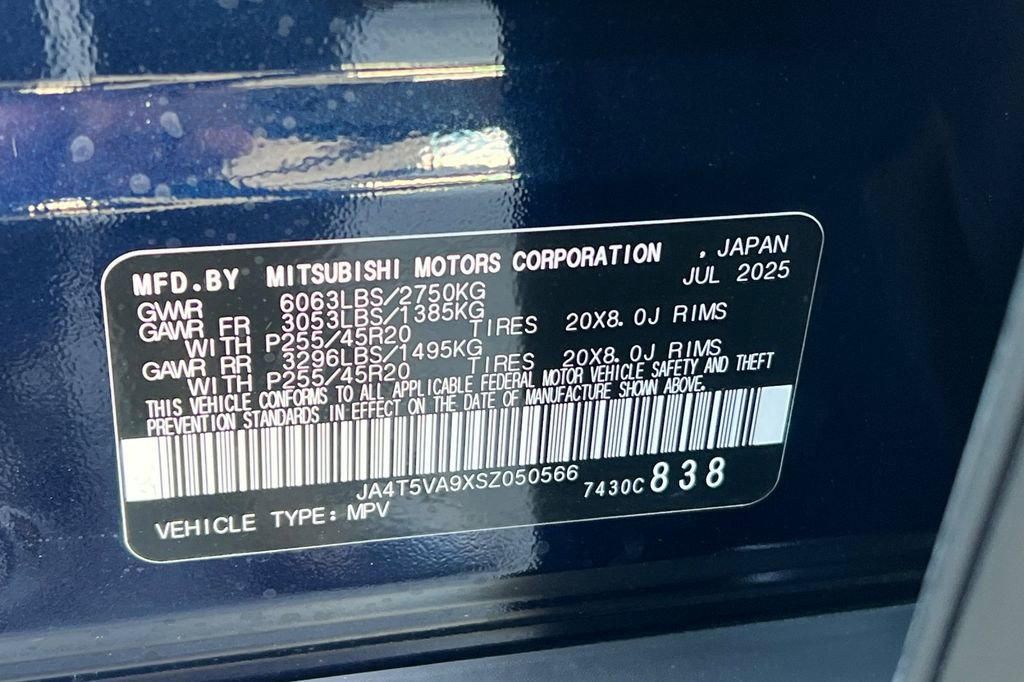 MFD.BY MITSUBISHI MOTORS CORPORATION . JAPAN
GVWR 6063LBS/2750KG JUL 2025
GAWR FR 3053LBS/1385KG
WITH P255/45R20 TIRES 20X8.0J RIMS
GAWR RR 3296LBS/1495KG
WITH P255/45R20 TIRES 20X8.0J RIMS
THIS VEHICLE CONFORMS TO ALL APPLICABLE FEDERAL MOTOR VEHICLE SAFETY AND THEFT
PREVENTION STANDARDS IN EFFECT ON THE DATE OF MANUFACTURE SHOWN ABOVE.
JA4T5VA9XSZ050566 7430C 838
VEHICLE TYPE: MPV